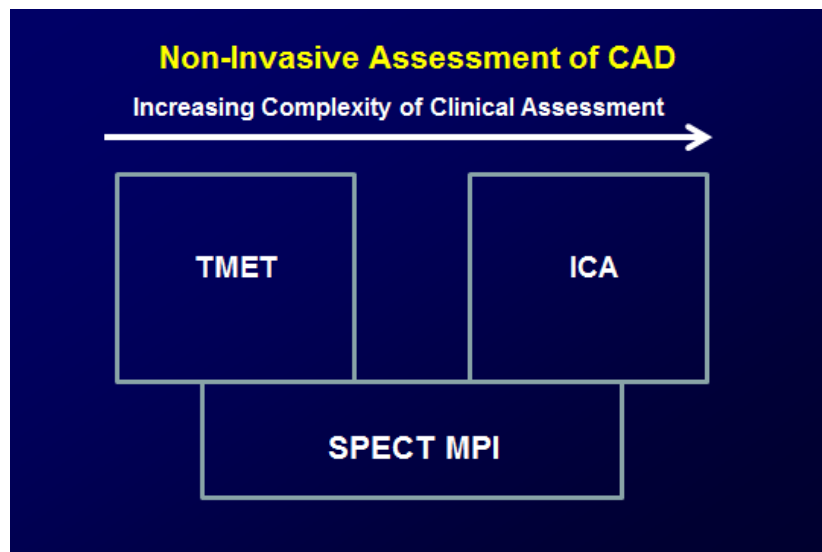 Non-Invasive Assessment of CAD
Increasing Complexity of Clinical Assessment
TMET
ICA
SPECT MPI